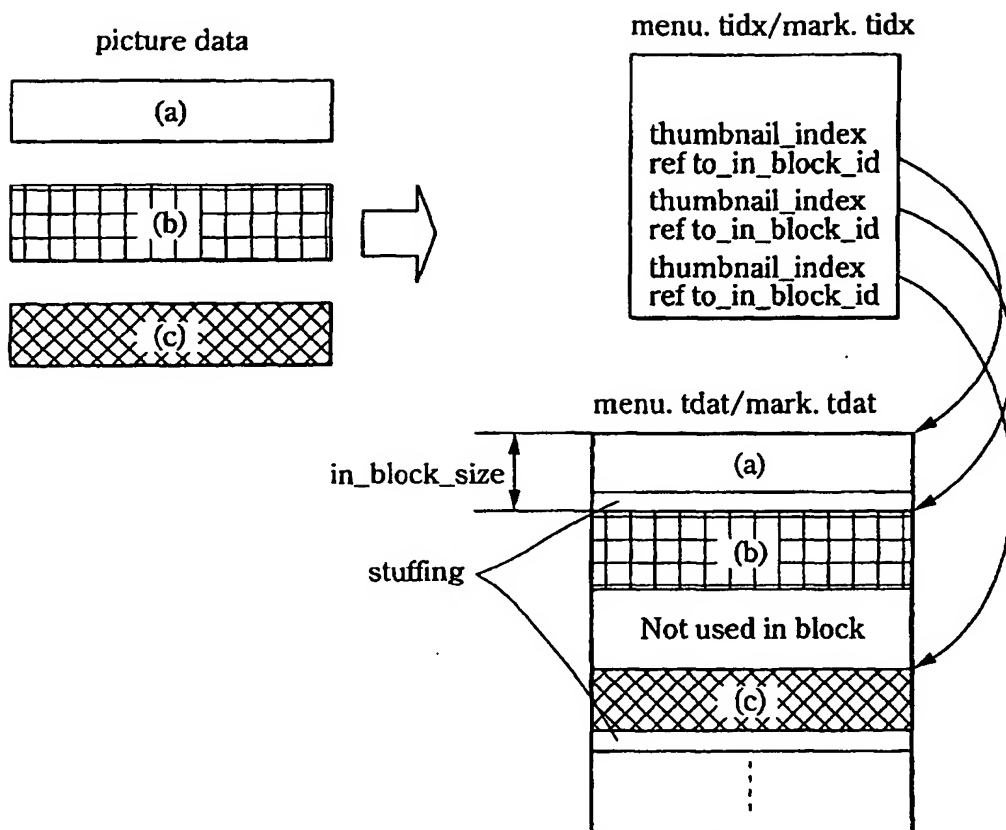 picture data
(a)
(b)
(c)
menu. tidx/mark. tidx
thumbnail_index
ref to_in_block_id
thumbnail_index
ref to_in_block_id
thumbnail_index
ref to_in_block_id
menu. tdat/mark. tdat
in_block_size
(a)
stuffing
(b)
Not used in block
(c)